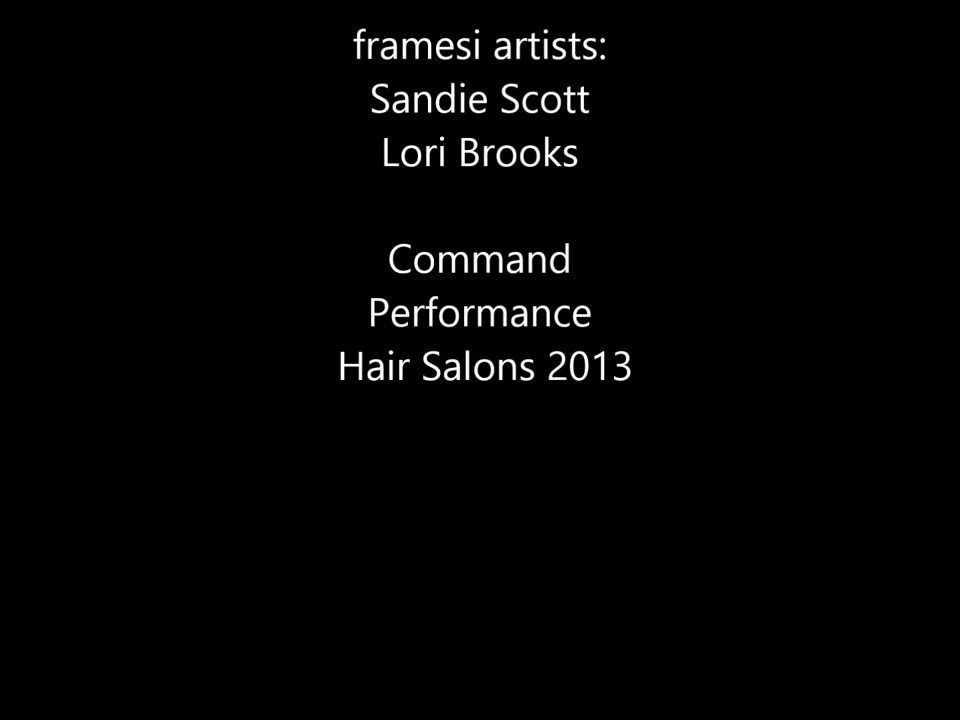 framesi artists:
Sandie Scott
Lori Brooks
Command
Performance
Hair Salons 2013